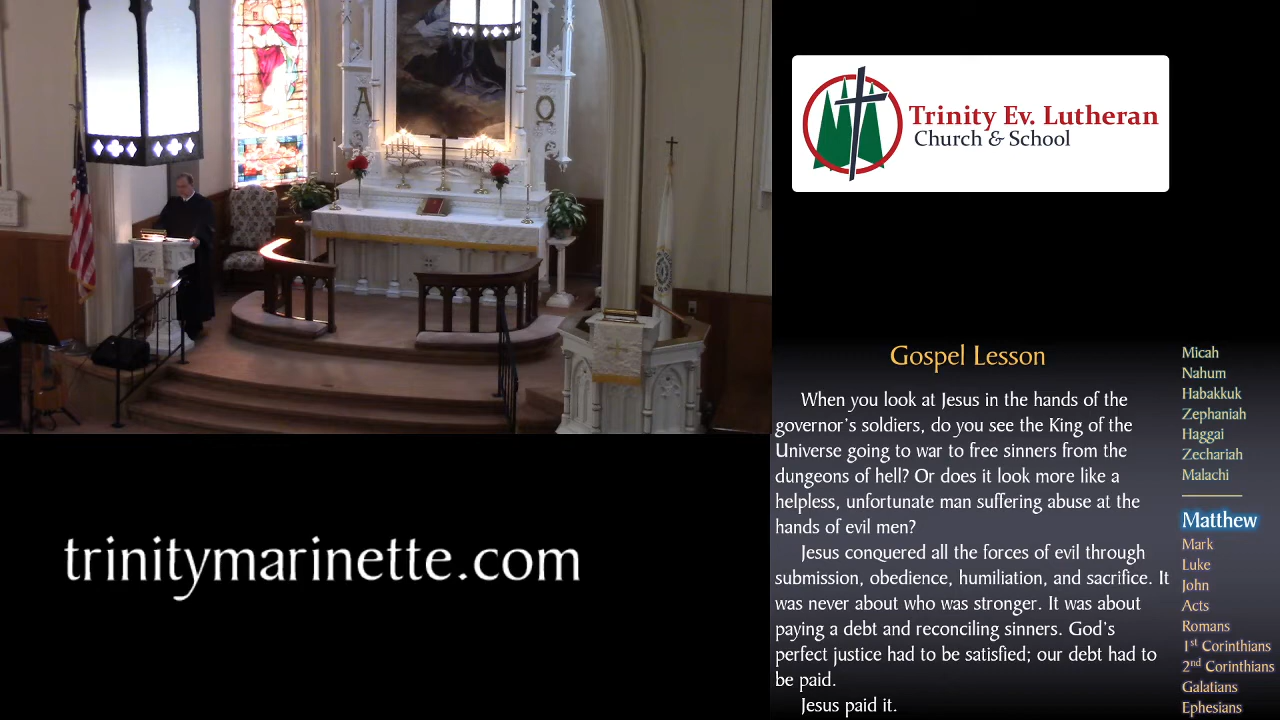 A
Ω
Trinity Ev. Lutheran
Church & School
trinitymarinette.com
Gospel Lesson
When you look at Jesus in the hands of the
governor's soldiers, do you see the King of the
Universe going to war to free sinners from the
dungeons of hell? Or does it look more like a
helpless, unfortunate man suffering abuse at the
hands of evil men?
Jesus conquered all the forces of evil through
submission, obedience, humiliation, and sacrifice. It
was never about who was stronger. It was about
paying a debt and reconciling sinners. God's
perfect justice had to be satisfied; our debt had to
be paid.
Jesus paid it.
Micah
Nahum
Habakkuk
Zephaniah
Haggai
Zechariah
Malachi
Matthew
Mark
Luke
John
Acts
Romans
1st Corinthians
2nd Corinthians
Galatians
Ephesians